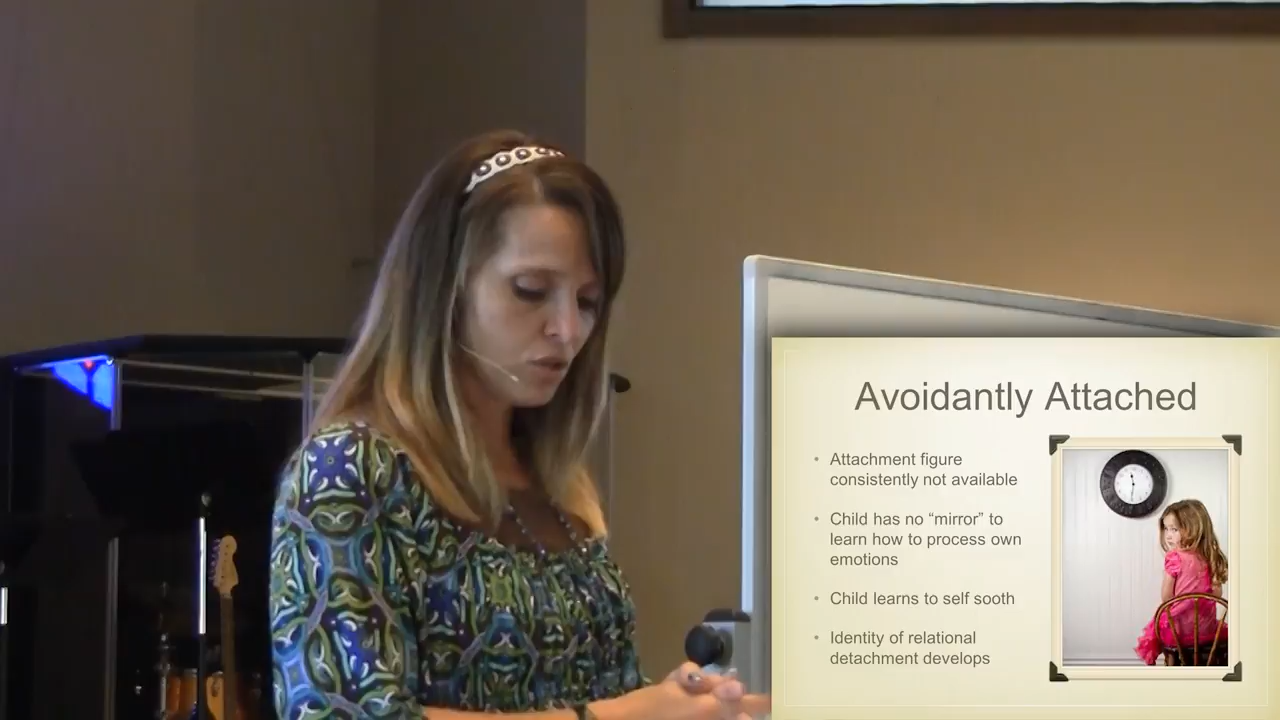 Avoidantly Attached
• Attachment figure
consistently not available
• Child has no “mirror” to
learn how to process own
emotions
• Child learns to self sooth
• Identity of relational
detachment develops